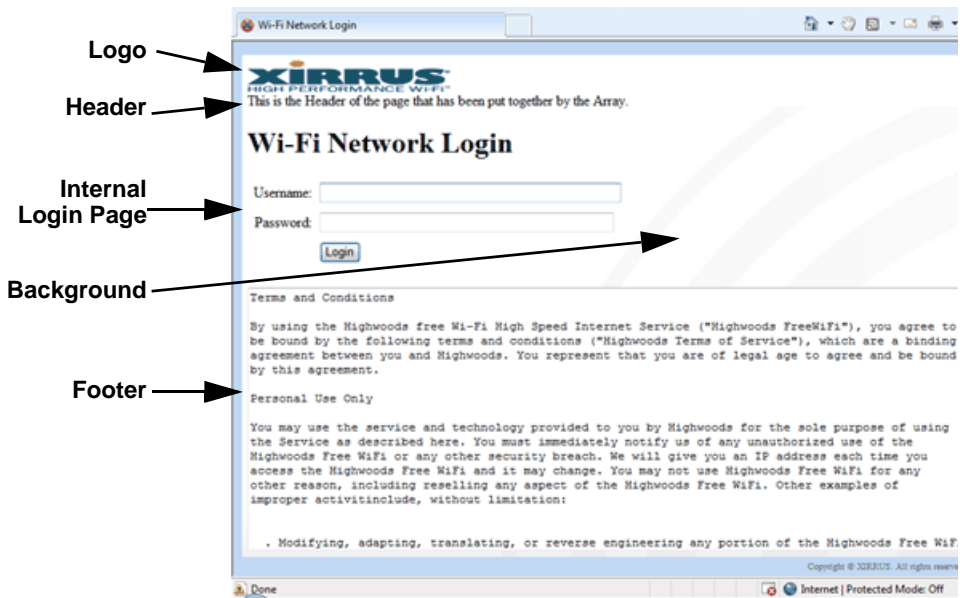 Wi-Fi Network Login
Logo
XIRRUS
HIGH PERFORMANCE WI-FI™
Header
This is the Header of the page that has been put together by the Array.
Wi-Fi Network Login
Internal
Login Page
Username:
Password:
Login
Background
Terms and Conditions
By using the Highwoods free Wi-Fi High Speed Internet Service ("Highwoods FreeWiFi"), you agree to
be bound by the following terms and conditions ("Highwoods Terms of Service"), which are a binding
agreement between you and Highwoods. You represent that you are of legal age to agree and be bound
by this agreement.
Footer
Personal Use Only
You may use the service and technology provided to you by Highwoods for the sole purpose of using
the Service as described here. You must immediately notify us of any unauthorized use of the
Highwoods Free WiFi or any other security breach. We will give you an IP address each time you
access the Highwoods Free WiFi and it may change. You may not use Highwoods Free WiFi for any
other reason, including reselling any aspect of the Highwoods Free WiFi. Other examples of
improper activitinclude, without limitation:
. Modifying, adapting, translating, or reverse engineering any portion of the Highwoods Free WiF
Copyright © XIRRUS. All rights reserve
Done
Internet | Protected Mode: Off